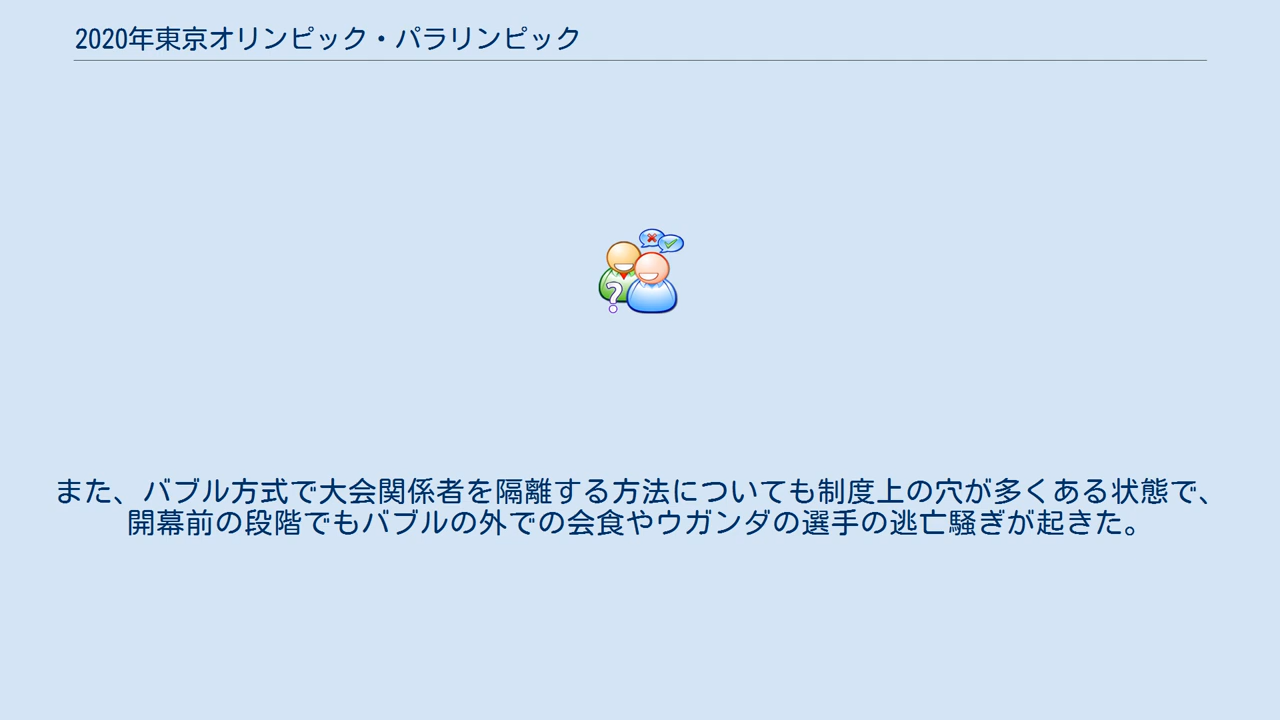 2020年東京オリンピック・パラリンピック
また、バブル方式で大会関係者を隔離する方法についても制度上の穴が多くある状態で、
開幕前の段階でもバブルの外での会食やウガンダの選手の逃亡騒ぎが起きた。